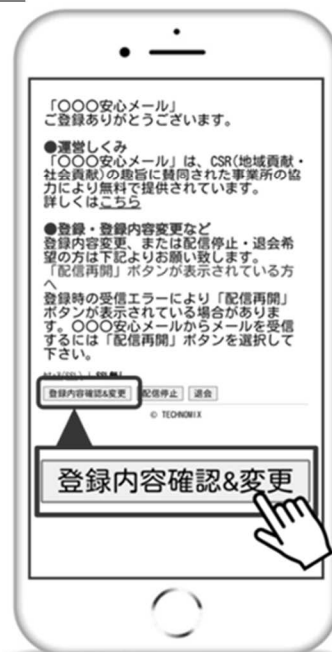 「〇〇〇安心メール」
ご登録ありがとうございます。
●運営しくみ
「〇〇〇安心メール」は、CSR(地域貢献・
社会貢献)の趣旨に賛同された事業所の協
力により無料で提供されています。
詳しくはこちら
●登録・登録内容変更など
登録内容変更、または配信停止・退会希
望の方は下記よりお願い致します。
「配信再開」ボタンが表示されている方
へ
登録時の受信エラーにより「配信再開」
ボタンが表示されている場合がありま
す。〇〇〇安心メールからメールを受信
するには「配信再開」ボタンを選択して
下さい。
登録内容確認&変更 配信停止 退会
© TECHNOMIX
登録内容確認&変更